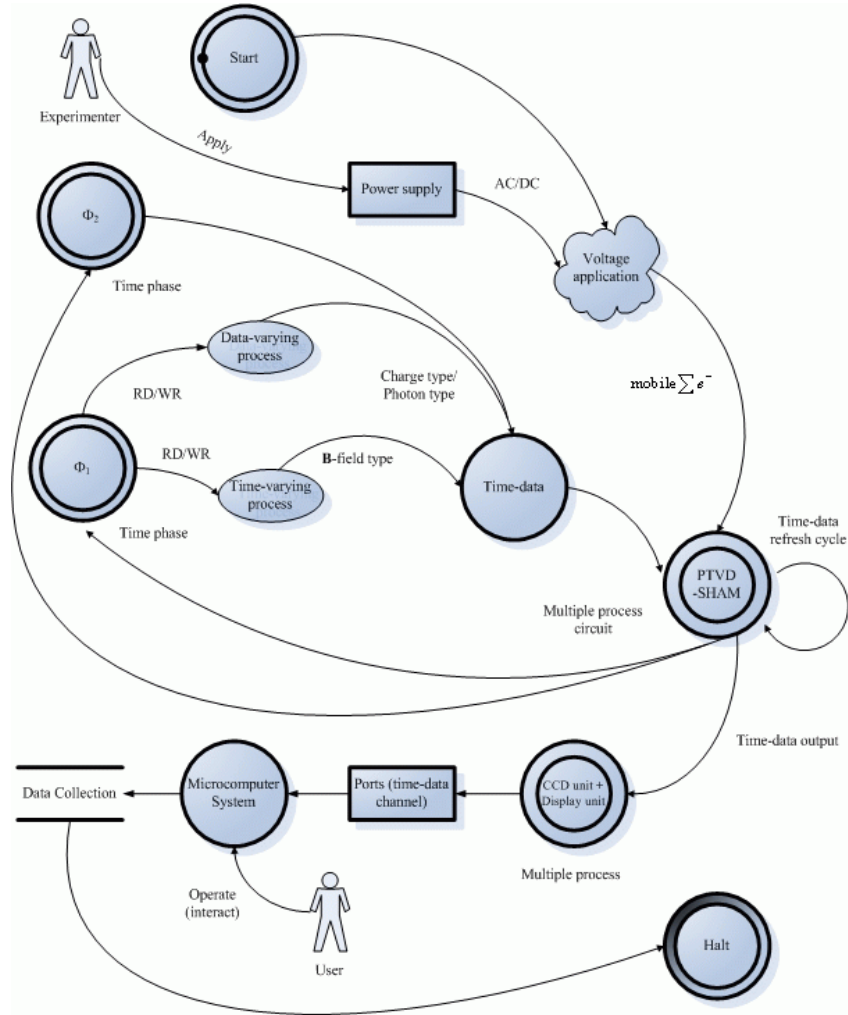 Start
Experimenter
Apply
Power supply
AC/DC
Φ₂
Voltage
application
Time phase
Data-varying
process
mobile ∑ e⁻
RD/WR
Charge type/
Photon type
Φ₁
RD/WR
B-field type
Time-varying
process
Time-data
Time phase
Time-data
refresh cycle
PTVD
-SHAM
Multiple process
circuit
Time-data output
Data Collection
Microcomputer
System
Ports (time-data
channel)
CCD unit +
Display unit
Multiple process
Operate
(interact)
User
Halt